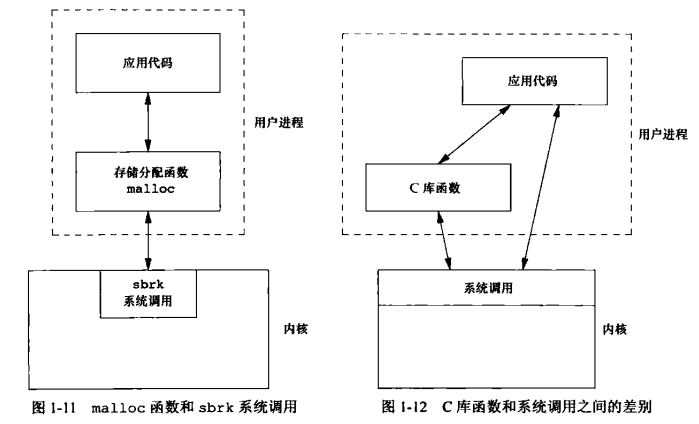 应用代码
用户进程
存储分配函数
malloc
sbrk
系统调用
内核
图 1-11 malloc 函数和 sbrk 系统调用
应用代码
用户进程
C 库函数
系统调用
内核
图 1-12 C 库函数和系统调用之间的差别